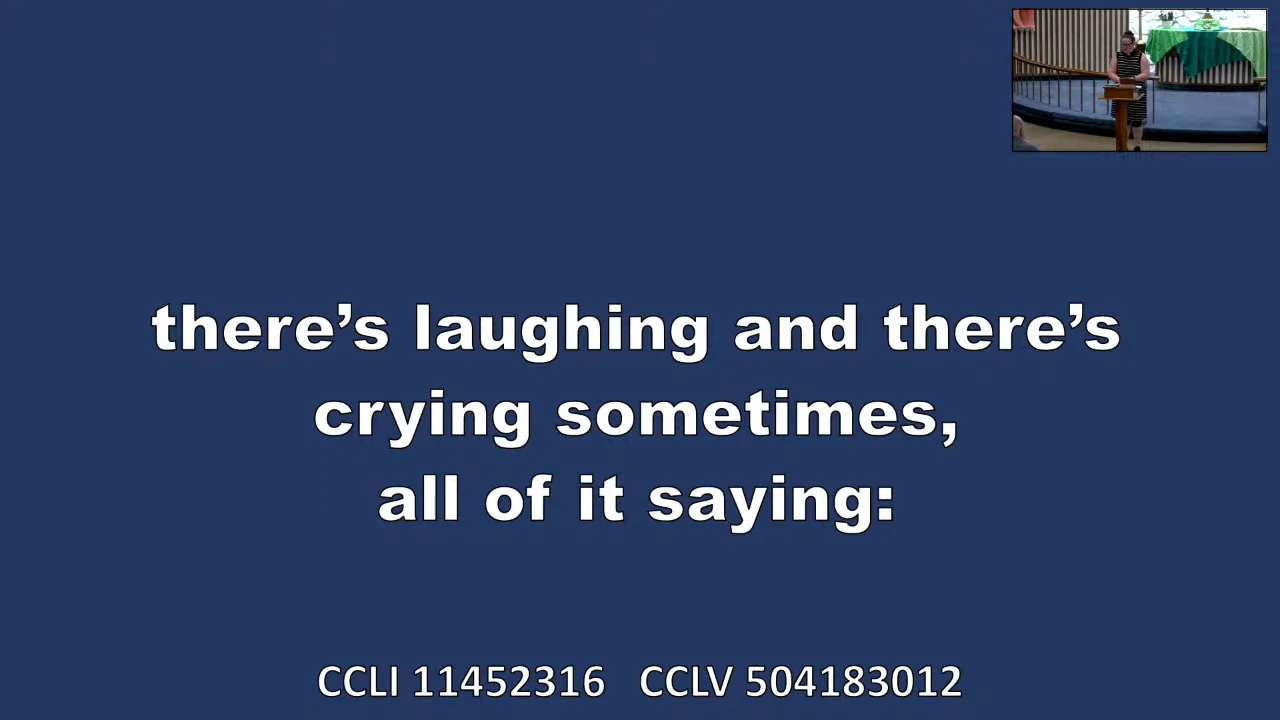 there’s laughing and there’s
crying sometimes,
all of it saying:
CCLI 11452316 CCLV 504183012